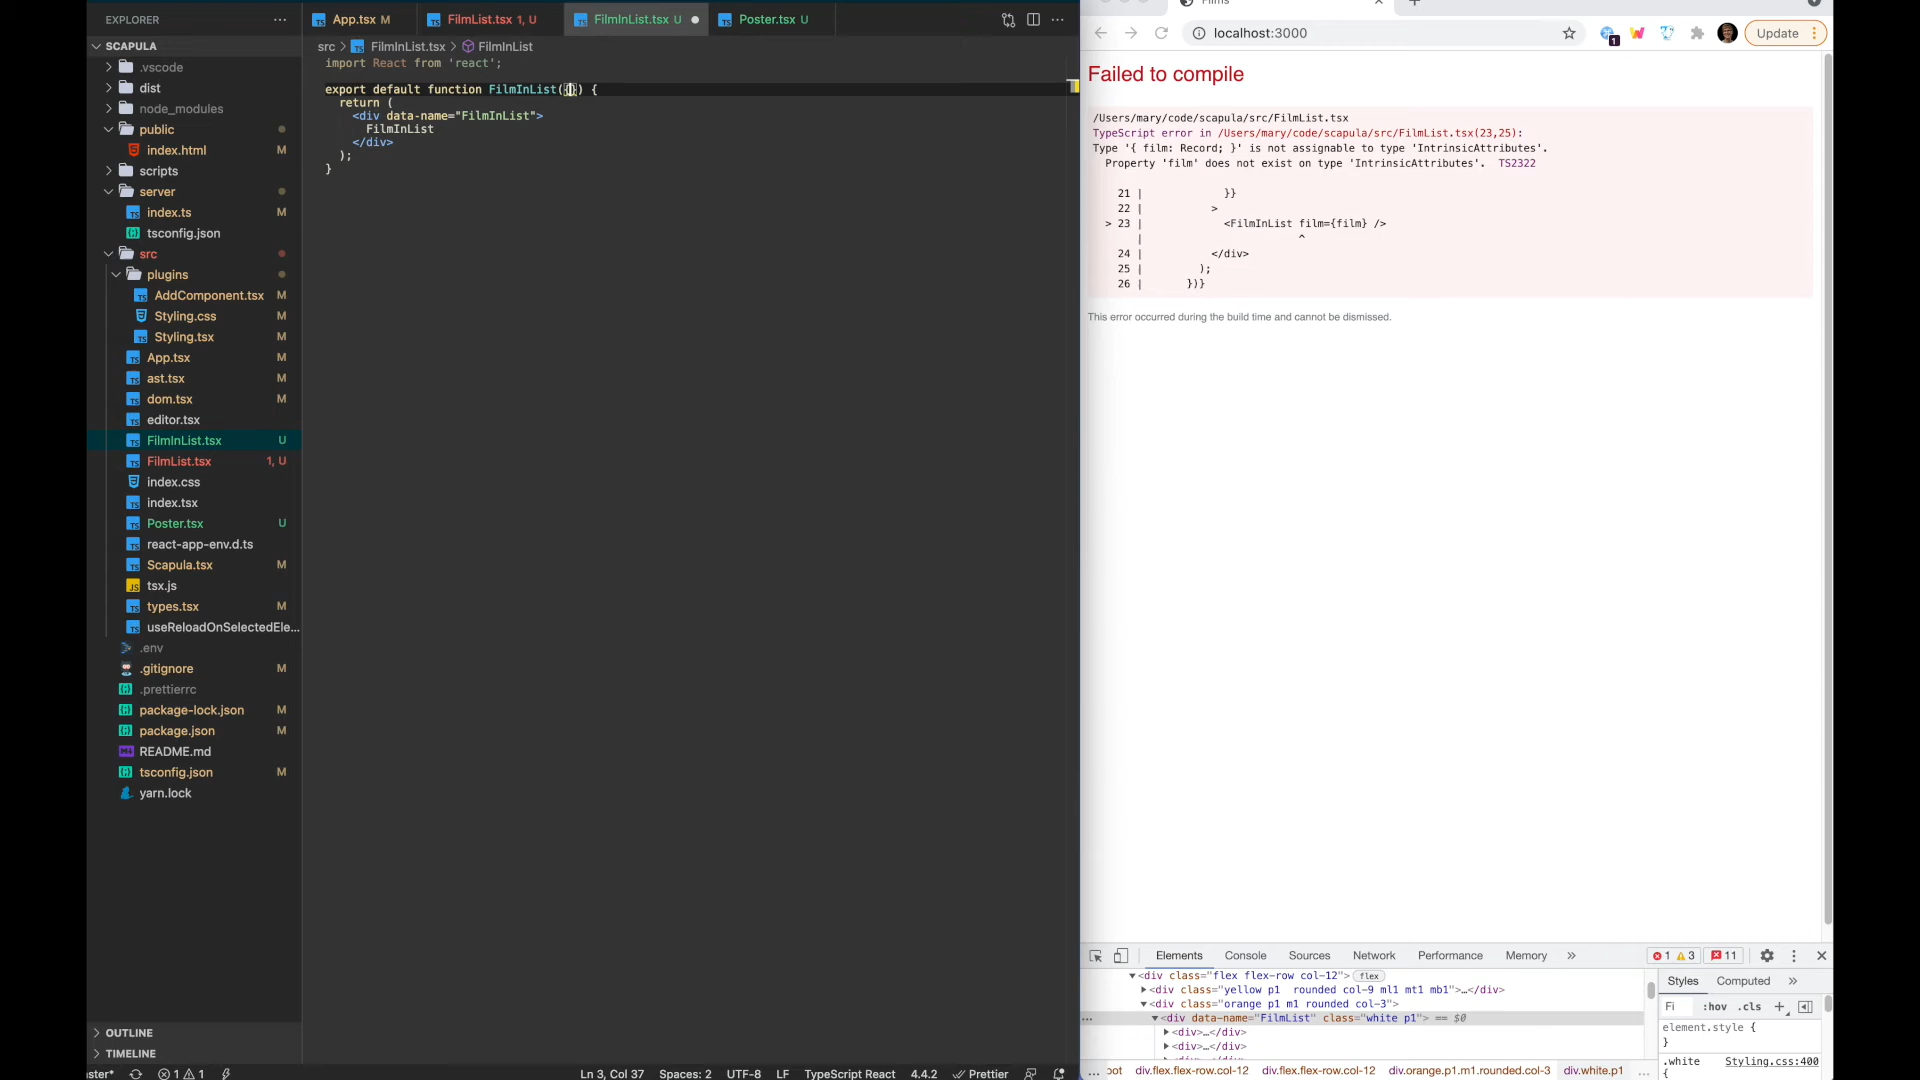 EXPLORER
SCAPULA
.vscode
dist
node_modules
public
index.html M
scripts
server
index.ts M
tsconfig.json
src
plugins
AddComponent.tsx M
Styling.css M
Styling.tsx M
App.tsx M
ast.tsx M
dom.tsx M
editor.tsx
FilmInList.tsx U
FilmList.tsx 1, U
index.css
index.tsx
Poster.tsx U
react-app-env.d.ts
Scapula.tsx M
tsx.js
types.tsx M
useReloadOnSelectedEle...
.env
.gitignore M
.prettierrc
package-lock.json M
package.json M
README.md
tsconfig.json M
yarn.lock
OUTLINE
TIMELINE
App.tsx M
FilmList.tsx 1, U
FilmInList.tsx U
Poster.tsx U
src > FilmInList.tsx > FilmInList
import React from 'react';
export default function FilmInList({}) {
return (
<div data-name="FilmInList">
FilmInList
</div>
);
}
ster* 1 1
Ln 3, Col 37 Spaces: 2 UTF-8 LF TypeScript React 4.4.2 Prettier
Films
localhost:3000
1
Update
Failed to compile
/Users/mary/code/scapula/src/FilmList.tsx
TypeScript error in /Users/mary/code/scapula/src/FilmList.tsx(23,25):
Type '{ film: Record; }' is not assignable to type 'IntrinsicAttributes'.
Property 'film' does not exist on type 'IntrinsicAttributes'. TS2322
21 | }}
22 | >
> 23 | <FilmInList film={film} />
| ^
24 | </div>
25 | );
26 | })}
This error occurred during the build time and cannot be dismissed.
Elements Console Sources Network Performance Memory » 1 3 11
<div class="flex flex-row col-12"> flex
<div class="yellow p1  rounded col-9 ml1 mt1 mb1">…</div>
<div class="orange p1 m1 rounded col-3">
... <div data-name="FilmList" class="white p1"> == $0
<div>…</div>
<div>…</div>
... oot div.flex.flex-row.col-12 div.flex.flex-row.col-12 div.orange.p1.m1.rounded.col-3 div.white.p1 ...
Styles Computed »
Fi :hov .cls +
element.style {
}
.white Styling.css:400
{